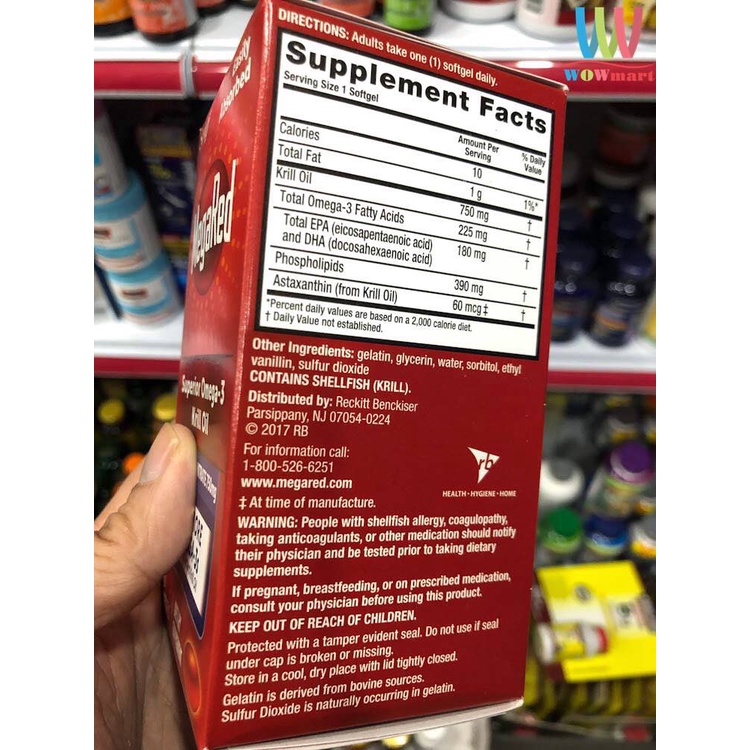 WOWmart
DIRECTIONS: Adults take one (1) softgel daily.
Supplement Facts
Serving Size 1 Softgel
Amount Per Serving
% Daily Value
Calories 10
Total Fat 1 g 1%*
Krill Oil 750 mg †
Total Omega-3 Fatty Acids 225 mg †
Total EPA (eicosapentaenoic acid)
and DHA (docosahexaenoic acid) 180 mg †
Phospholipids 390 mg †
Astaxanthin (from Krill Oil) 60 mcg‡ †
*Percent daily values are based on a 2,000 calorie diet.
† Daily Value not established.
Other Ingredients: gelatin, glycerin, water, sorbitol, ethyl
vanillin, sulfur dioxide
CONTAINS SHELLFISH (KRILL).
Distributed by: Reckitt Benckiser
Parsippany, NJ 07054-0224
© 2017 RB
For information call:
1-800-526-6251
www.megared.com
‡ At time of manufacture.
rb
HEALTH • HYGIENE • HOME
WARNING: People with shellfish allergy, coagulopathy,
taking anticoagulants, or other medication should notify
their physician and be tested prior to taking dietary
supplements.
If pregnant, breastfeeding, or on prescribed medication,
consult your physician before using this product.
KEEP OUT OF REACH OF CHILDREN.
Protected with a tamper evident seal. Do not use if seal
under cap is broken or missing.
Store in a cool, dry place with lid tightly closed.
Gelatin is derived from bovine sources.
Sulfur Dioxide is naturally occurring in gelatin.
Easily
Absorbed
MegaRed
Superior Omega-3
Krill Oil